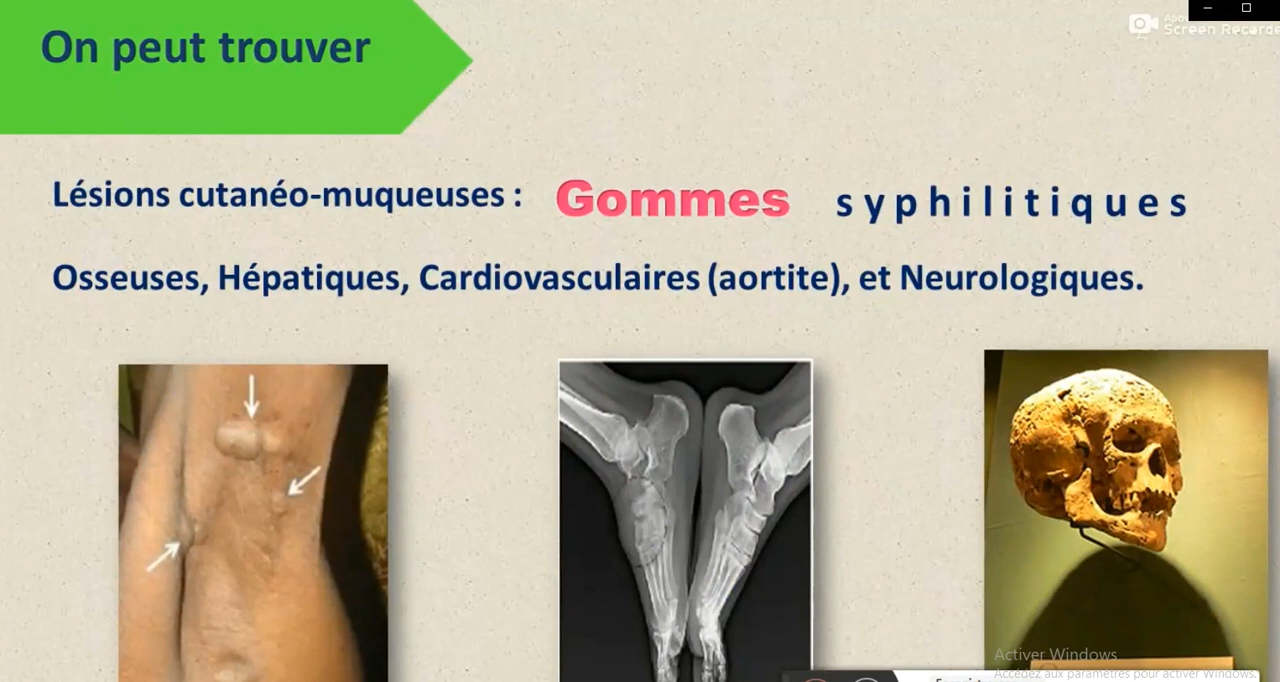 On peut trouver
Screen Recorde
Lésions cutanéo-muqueuses : Gommes syphilitiques
Osseuses, Hépatiques, Cardiovasculaires (aortite), et Neurologiques.
Activer Windows
Accédez aux paramètres pour activer Windows.